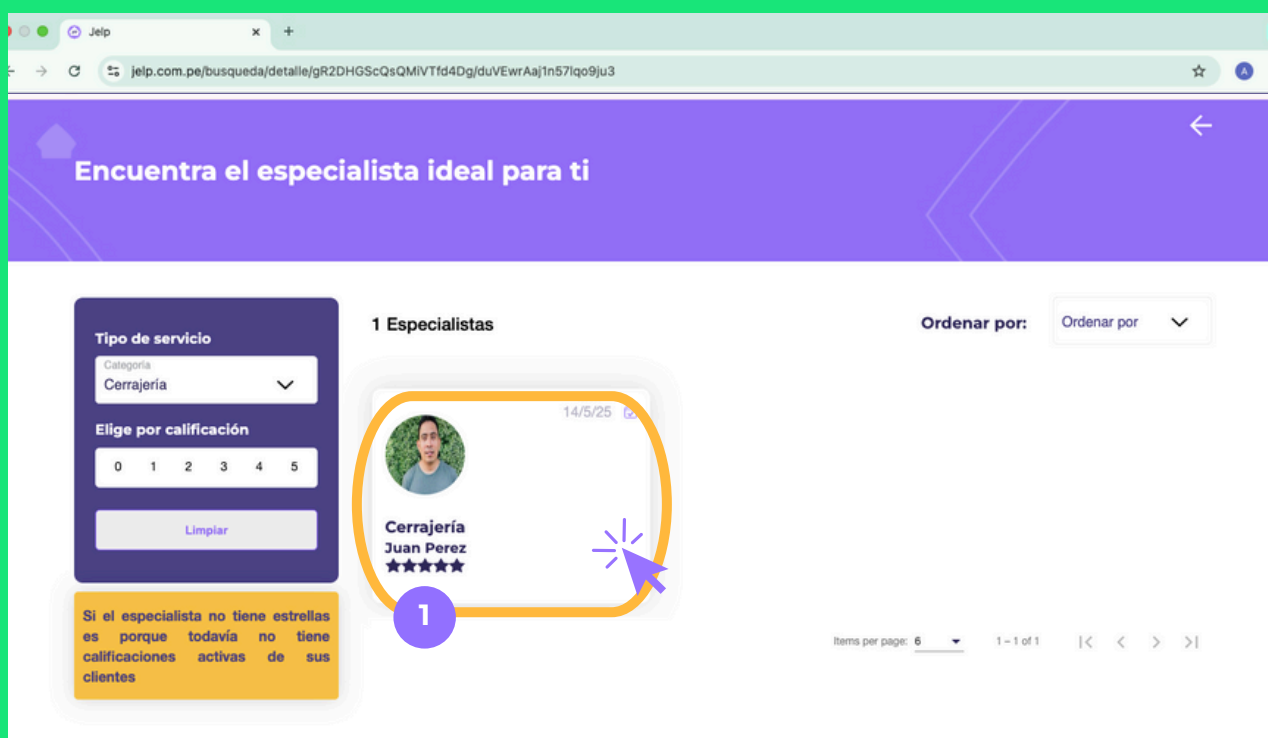 Jelp
jelp.com.pe/busqueda/detalle/gR2DHGScQsQMiVTfd4Dg/duVEwrAaj1n57lqo9ju3
A
Encuentra el especialista ideal para ti
Tipo de servicio
Categoría
Cerrajería
Elige por calificación
0 1 2 3 4 5
Limpiar
Si el especialista no tiene estrellas
es porque todavía no tiene
calificaciones activas de sus
clientes
1 Especialistas
Ordenar por:
Ordenar por
14/5/25
Cerrajería
Juan Perez
1
Items per page: 6
1 – 1 of 1